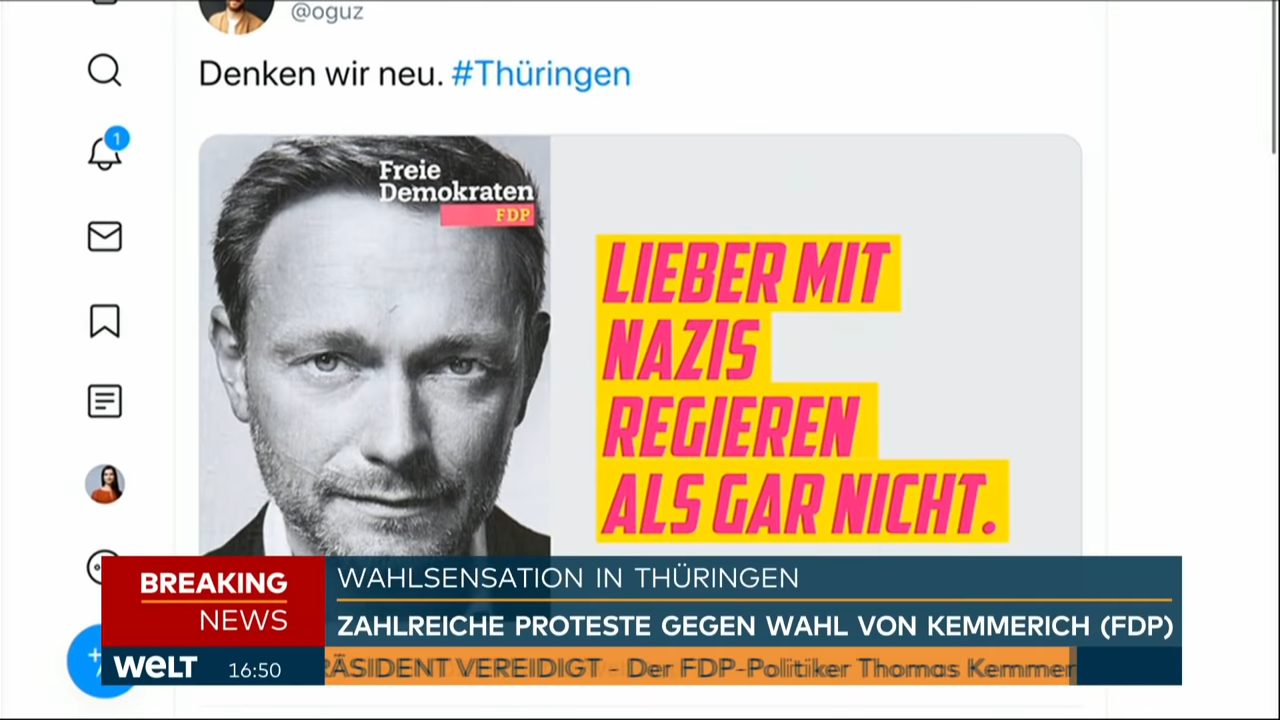 @oguz
Denken wir neu. #Thüringen
1
Freie
Demokraten
FDP
LIEBER MIT
NAZIS
REGIEREN
ALS GAR NICHT.
BREAKING
NEWS
WAHLSENSATION IN THÜRINGEN
ZAHLREICHE PROTESTE GEGEN WAHL VON KEMMERICH (FDP)
welt 16:50
RÄSIDENT VEREIDIGT - Der FDP-Politiker Thomas Kemmer